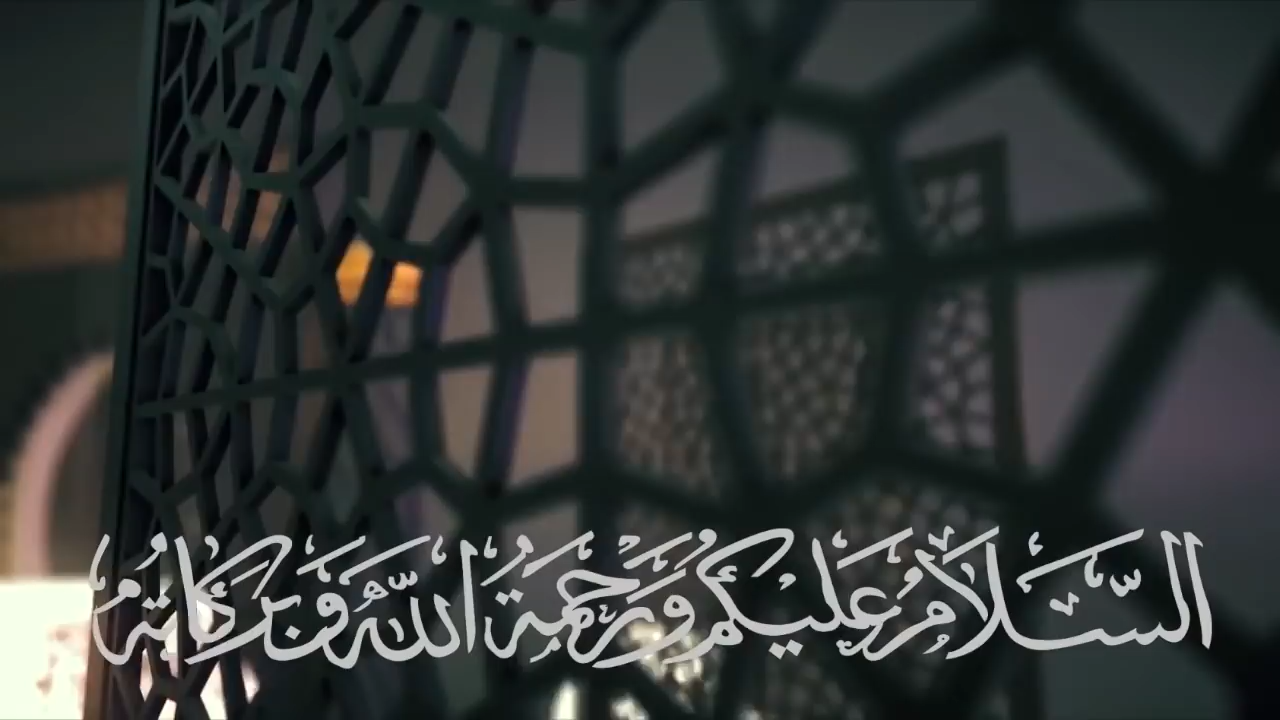 السَّلَامُ عَلَيْكُمْ وَرَحْمَةُ اللهِ وَبَرَكَاتُهُ